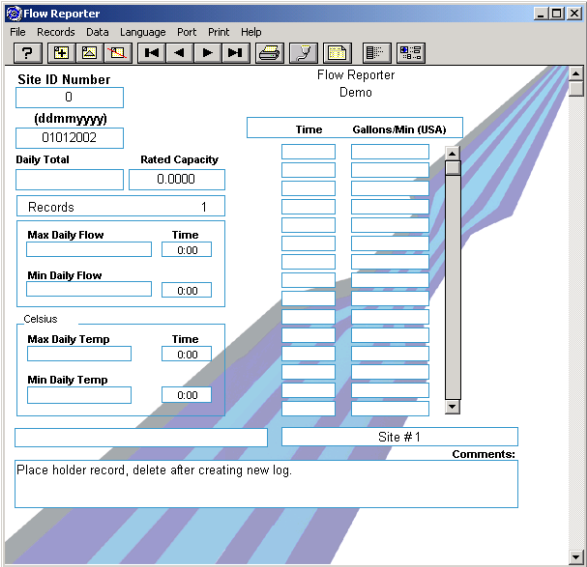 Flow Reporter
File Records Data Language Port Print Help
?
Site ID Number
0
(ddmmyyyy)
01012002
Daily Total Rated Capacity
0.0000
Records 1
Max Daily Flow Time
0:00
Min Daily Flow
0:00
Celsius
Max Daily Temp Time
0:00
Min Daily Temp
0:00
Flow Reporter
Demo
Time Gallons/Min (USA)
Site # 1
Comments:
Place holder record, delete after creating new log.